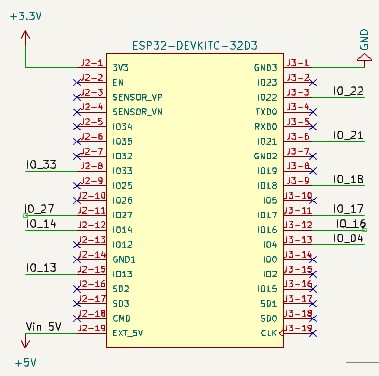 +3.3V
GND
ESP32-DEVKITC-32D3
J2-1 3V3 GND3 J3-1
J2-2 EN IO23 J3-2
J2-3 SENSOR_VP IO22 J3-3 IO_22
J2-4 SENSOR_VN TXD0 J3-4
J2-5 IO34 RXD0 J3-5
J2-6 IO35 IO21 J3-6 IO_21
J2-7 IO32 GND2 J3-7
IO_33 J2-8 IO33 IO19 J3-8
J2-9 IO25 IO18 J3-9 IO_18
J2-10 IO26 IO5 J3-10
IO_27 J2-11 IO27 IO17 J3-11 IO_17
IO_14 J2-12 IO14 IO16 J3-12 IO_16
J2-13 IO12 IO4 J3-13 IO_04
J2-14 GND1 IO0 J3-14
IO_13 J2-15 IO13 IO2 J3-15
J2-16 SD2 IO15 J3-16
J2-17 SD3 SD1 J3-17
J2-18 CMD SD0 J3-18
Vin 5V J2-19 EXT_5V CLK J3-19
+5V